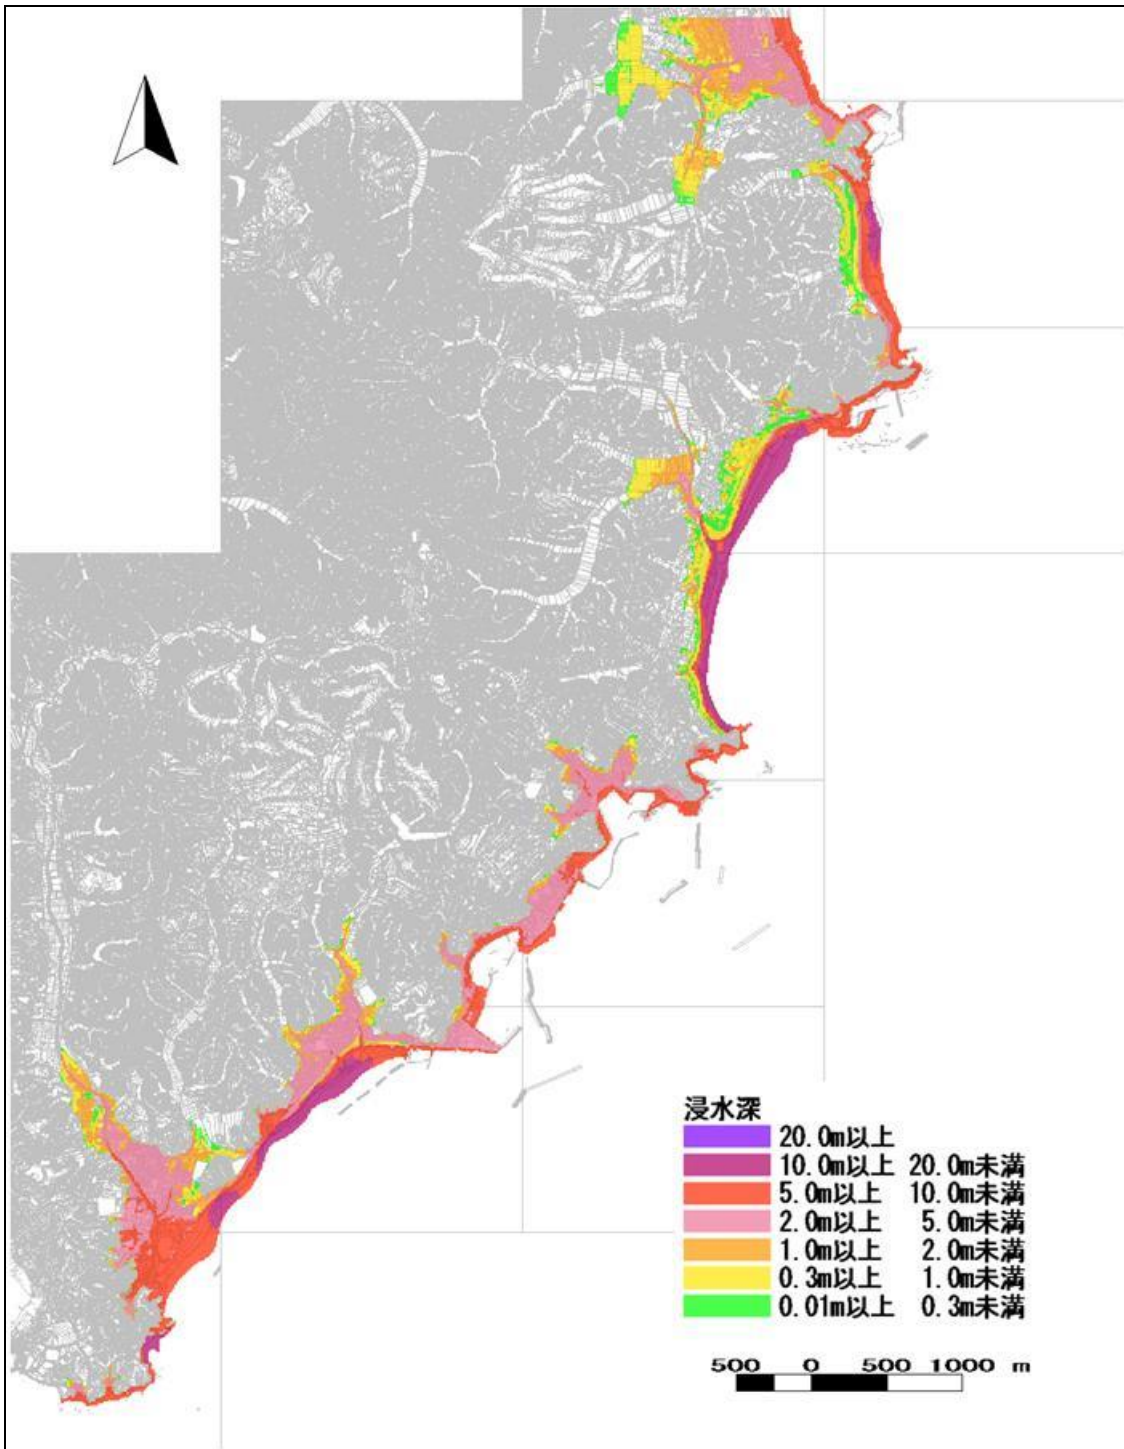 浸水深
20.0m以上
10.0m以上 20.0m未満
5.0m以上 10.0m未満
2.0m以上 5.0m未満
1.0m以上 2.0m未満
0.3m以上 1.0m未満
0.01m以上 0.3m未満
500 0 500 1000 m